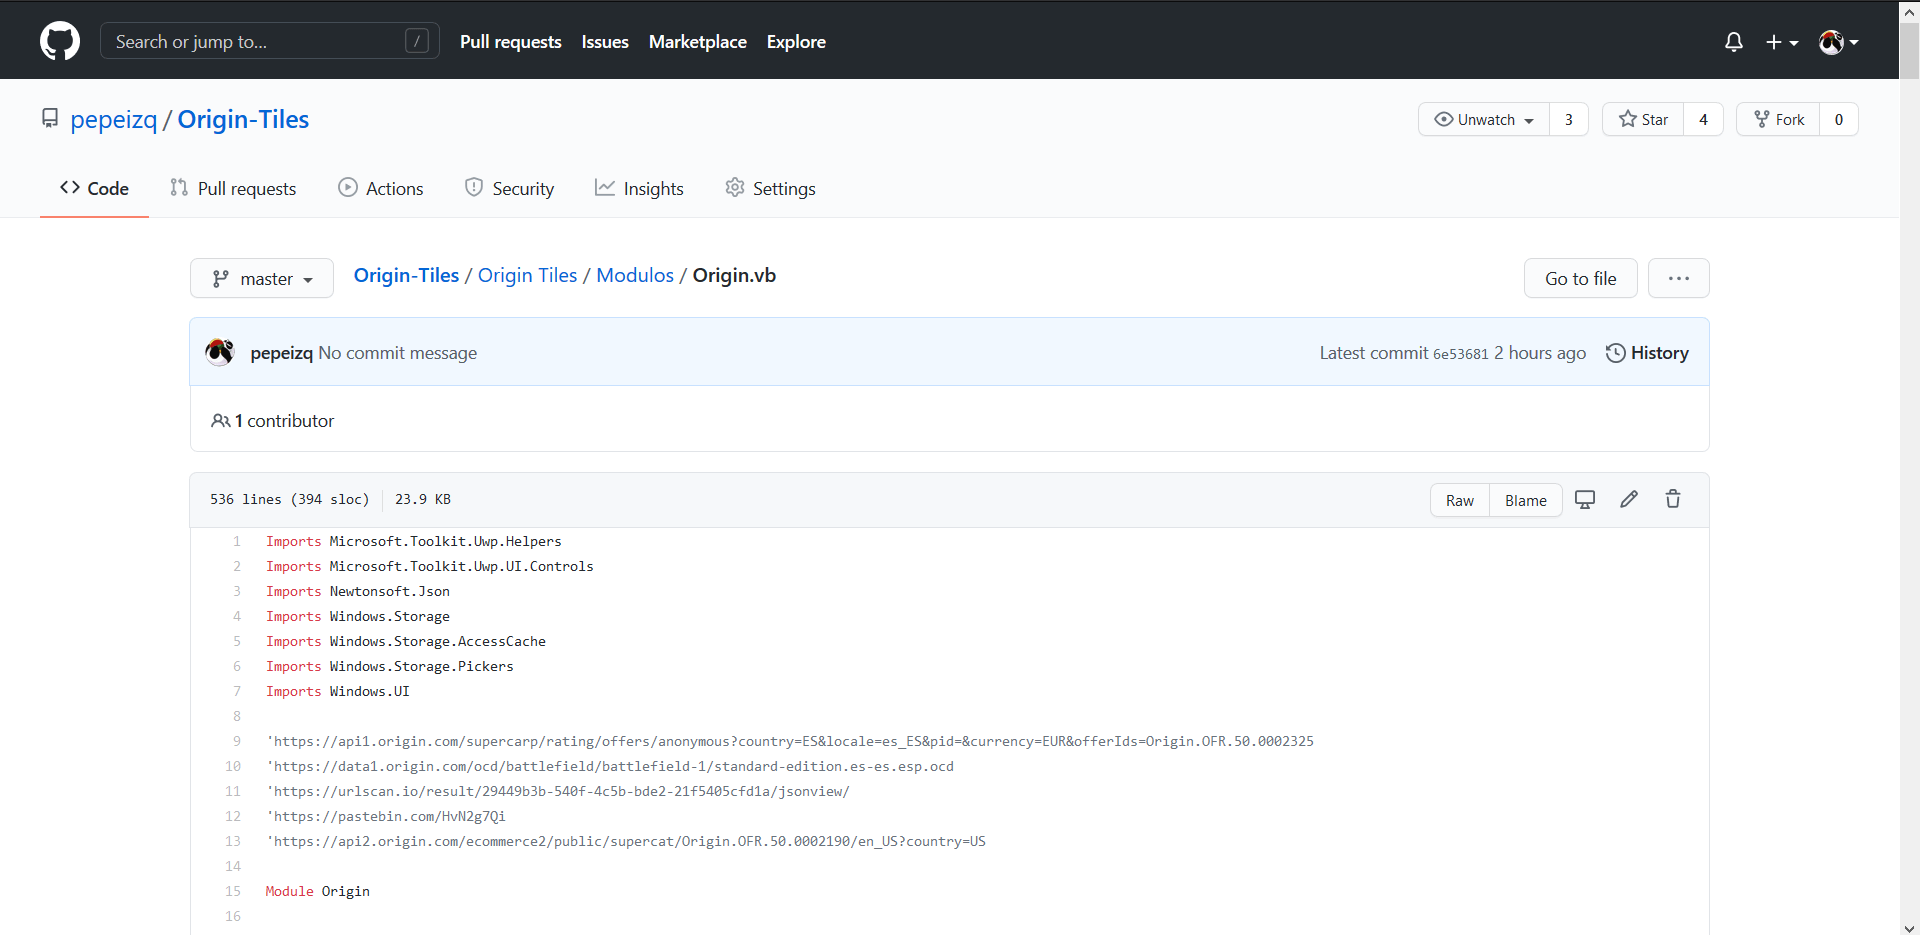 Search or jump to... /
Pull requests Issues Marketplace Explore
pepeizq / Origin-Tiles
Unwatch 3 Star 4 Fork 0
Code Pull requests Actions Security Insights Settings
master Origin-Tiles / Origin Tiles / Modulos / Origin.vb Go to file ...
pepeizq No commit message Latest commit 6e53681 2 hours ago History
1 contributor
536 lines (394 sloc) 23.9 KB Raw Blame
1 Imports Microsoft.Toolkit.Uwp.Helpers
2 Imports Microsoft.Toolkit.Uwp.UI.Controls
3 Imports Newtonsoft.Json
4 Imports Windows.Storage
5 Imports Windows.Storage.AccessCache
6 Imports Windows.Storage.Pickers
7 Imports Windows.UI
8
9 'https://api1.origin.com/supercarp/rating/offers/anonymous?country=ES&locale=es_ES&pid=&currency=EUR&offerIds=Origin.OFR.50.0002325
10 'https://data1.origin.com/ocd/battlefield/battlefield-1/standard-edition.es-es.esp.ocd
11 'https://urlscan.io/result/29449b3b-540f-4c5b-bde2-21f5405cfd1a/jsonview/
12 'https://pastebin.com/HvN2g7Qi
13 'https://api2.origin.com/ecommerce2/public/supercat/Origin.OFR.50.0002190/en_US?country=US
14
15 Module Origin
16